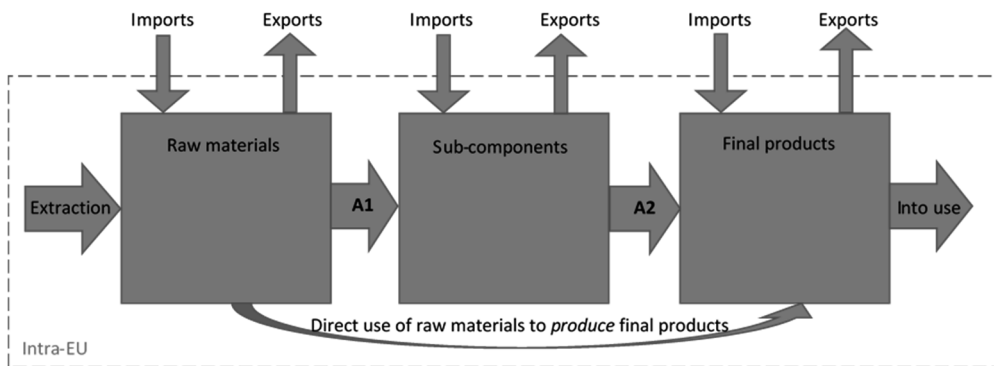 Imports Exports Imports Exports Imports Exports
Raw materials Sub-components Final products
Extraction A1 A2 Into use
Direct use of raw materials to produce final products
Intra-EU